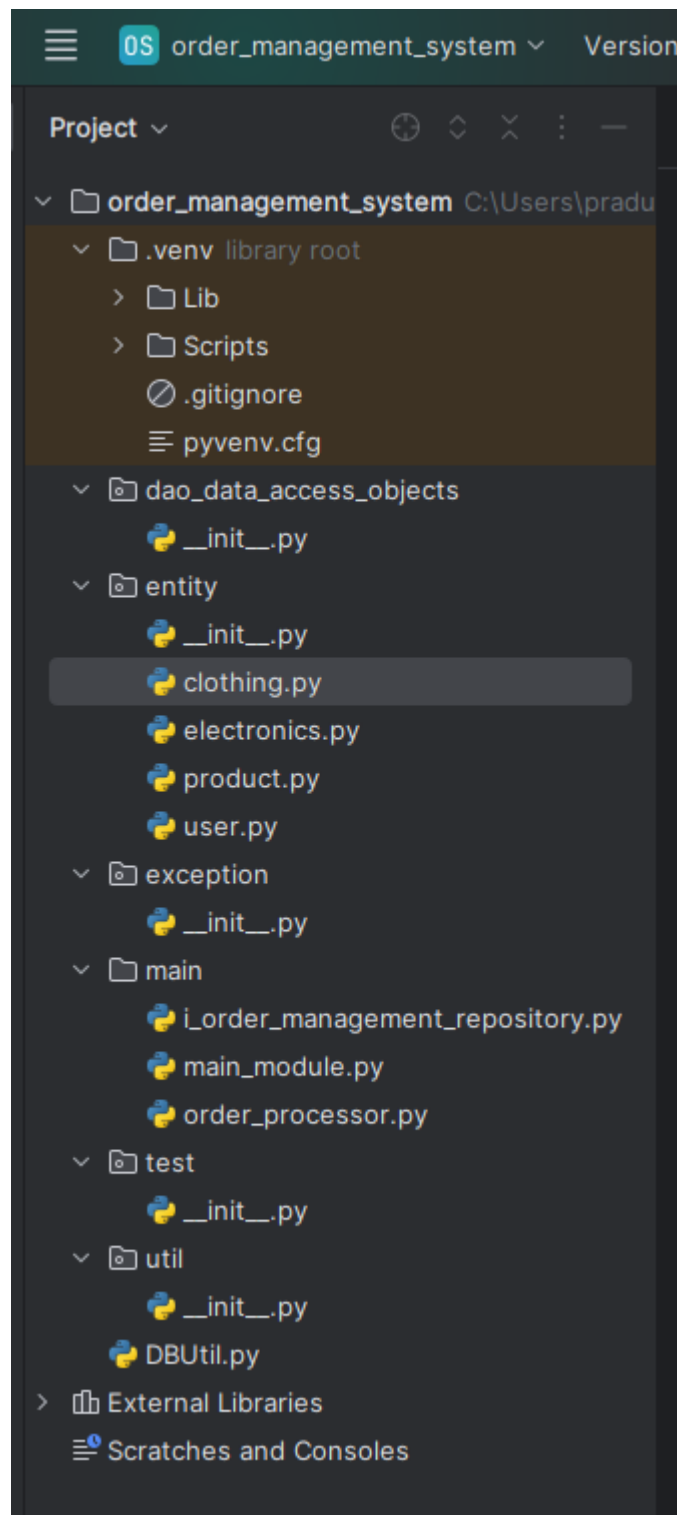 OS order_management_system Version
Project
order_management_system C:\Users\pradu
.venv library root
Lib
Scripts
.gitignore
pyvenv.cfg
dao_data_access_objects
__init__.py
entity
__init__.py
clothing.py
electronics.py
product.py
user.py
exception
__init__.py
main
i_order_management_repository.py
main_module.py
order_processor.py
test
__init__.py
util
__init__.py
DBUtil.py
External Libraries
Scratches and Consoles